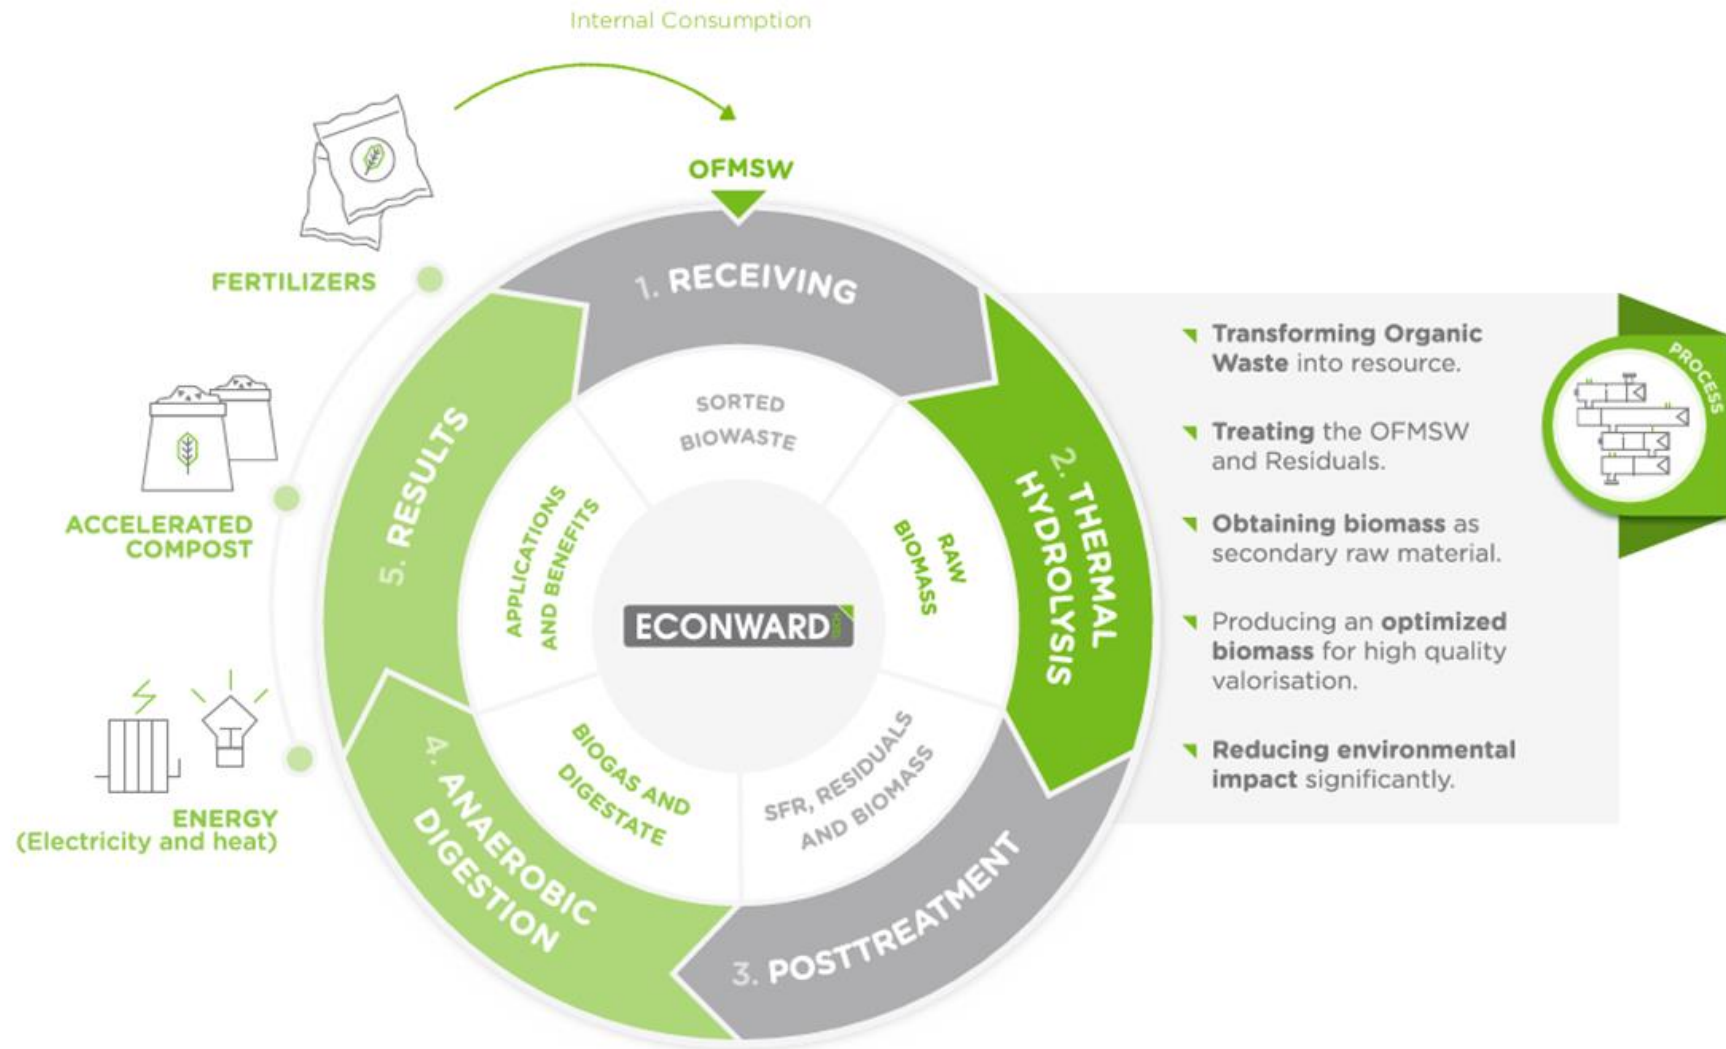 Internal Consumption
OFMSW
1. RECEIVING
SORTED
BIOWASTE
2. THERMAL
HYDROLYSIS
RAW
BIOMASS
3. POSTTREATMENT
SFR, RESIDUALS
AND BIOMASS
4. ANAEROBIC
DIGESTION
BIOGAS AND
DIGESTATE
5. RESULTS
APPLICATIONS
AND BENEFITS
ECONWARD
FERTILIZERS
ACCELERATED
COMPOST
ENERGY
(Electricity and heat)
Transforming Organic
Waste into resource.
Treating the OFMSW
and Residuals.
Obtaining biomass as
secondary raw material.
Producing an optimized
biomass for high quality
valorisation.
Reducing environmental
impact significantly.
PROCESS